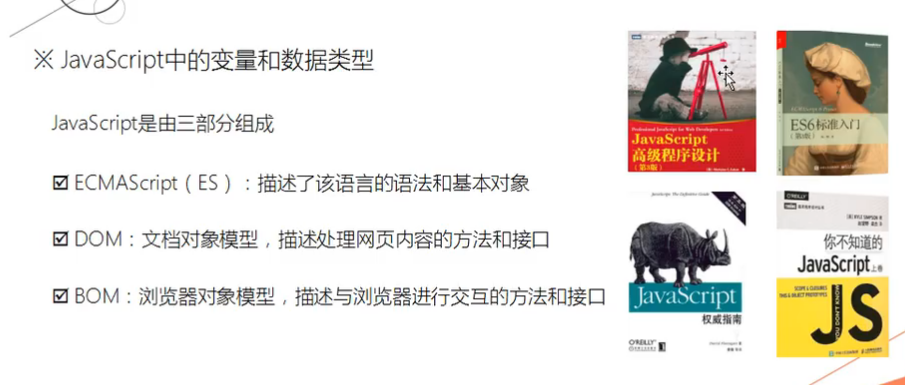 ※ JavaScript中的变量和数据类型
JavaScript是由三部分组成
☑ ECMAScript（ES）：描述了该语言的语法和基本对象
☑ DOM：文档对象模型，描述处理网页内容的方法和接口
☑ BOM：浏览器对象模型，描述与浏览器进行交互的方法和接口
Professional JavaScript for Web Developers
JavaScript
高级程序设计
（第3版）
ES6标准入门
（第3版）
JavaScript: The Definitive Guide
JavaScript
权威指南
O'REILLY
O'REILLY
KYLE SIMPSON
你不知道的
JavaScript 上卷
SCOPE & CLOSURES
THIS & OBJECT PROTOTYPES
YOU DON'T KNOW
JS